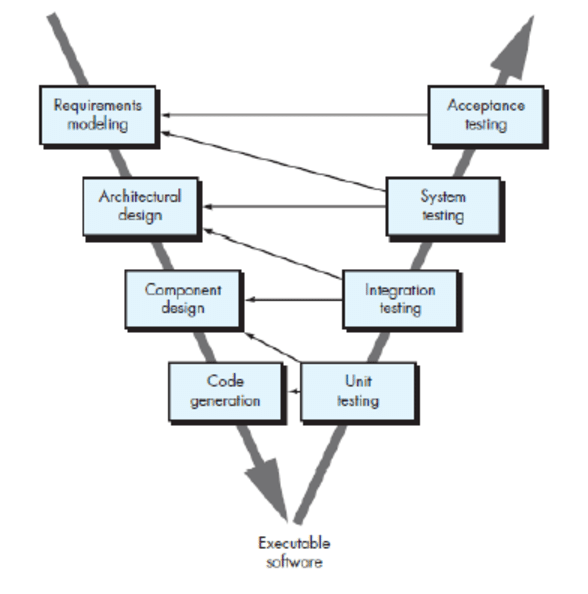 Requirements
modeling
Acceptance
testing
Architectural
design
System
testing
Component
design
Integration
testing
Code
generation
Unit
testing
Executable
software